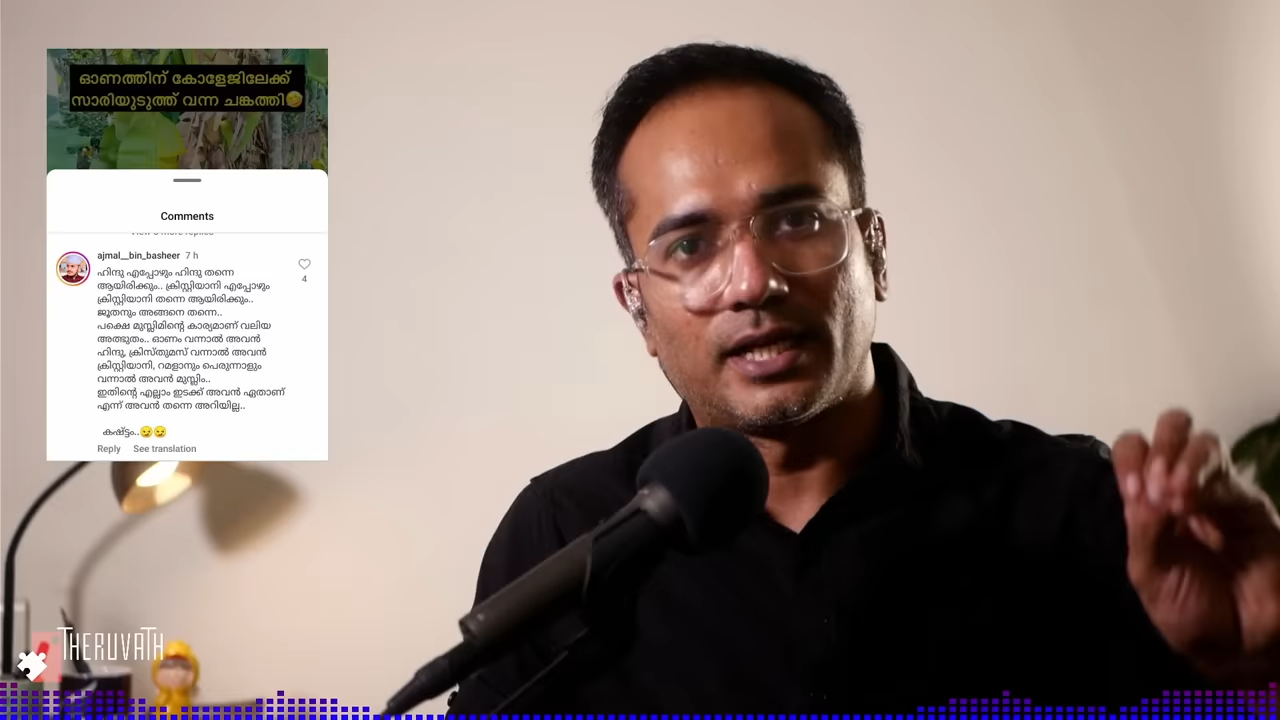 ഓണത്തിന് കോളേജിലേക്ക്
സാരിയുടുത്ത് വന്ന ചങ്കത്തി🤣
Comments
ajmal__bin_basheer 7 h
ഹിന്ദു എപ്പോഴും ഹിന്ദു തന്നെ
ആയിരിക്കും.. ക്രിസ്റ്റിയാനി എപ്പോഴും
ക്രിസ്റ്റിയാനി തന്നെ ആയിരിക്കും..
ജൂതനും അങ്ങനെ തന്നെ..
പക്ഷെ മുസ്ലിമിന്റെ കാര്യമാണ് വലിയ
അത്ഭുതം.. ഓണം വന്നാൽ അവൻ
ഹിന്ദു, ക്രിസ്തുമസ് വന്നാൽ അവൻ
ക്രിസ്റ്റിയാനി, റമളാനും പെരുന്നാളും
വന്നാൽ അവൻ മുസ്ലിം..
ഇതിന്റെ എല്ലാം ഇടക്ക് അവൻ ഏതാണ്
എന്ന് അവൻ തന്നെ അറിയില്ല..
കഷ്ട്ടം..😏😏
4
Reply See translation
THERUVATH